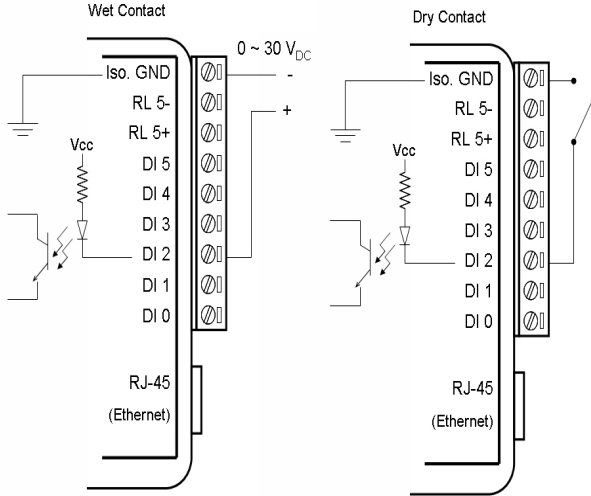 Wet Contact
0 ~ 30 VDC
Iso. GND
-
RL 5-
+
RL 5+
Vcc
DI 5
DI 4
DI 3
DI 2
DI 1
DI 0
RJ-45
(Ethernet)
Dry Contact
Iso. GND
RL 5-
RL 5+
Vcc
DI 5
DI 4
DI 3
DI 2
DI 1
DI 0
RJ-45
(Ethernet)